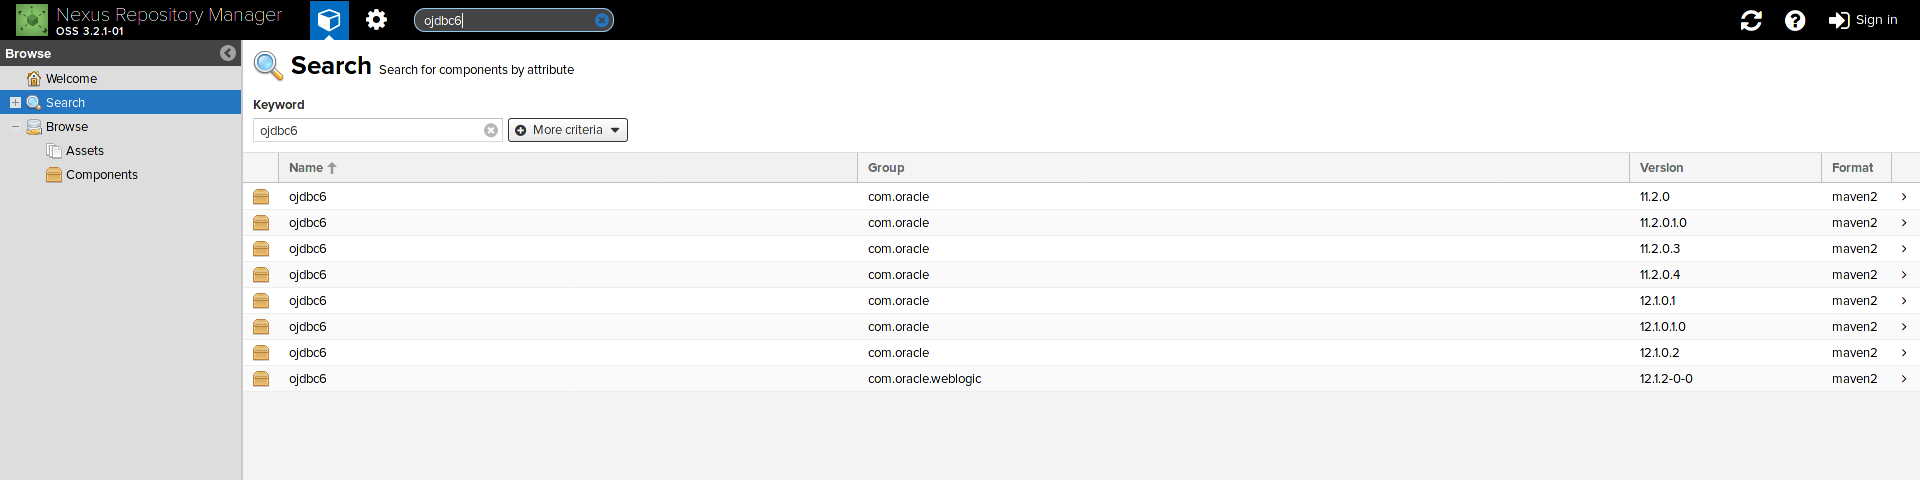 Nexus Repository Manager
OSS 3.2.1-01
ojdbc6
Sign in
Browse
Welcome
Search
Browse
Assets
Components
Search Search for components by attribute
Keyword
ojdbc6 More criteria
Name Group Version Format
ojdbc6 com.oracle 11.2.0 maven2
ojdbc6 com.oracle 11.2.0.1.0 maven2
ojdbc6 com.oracle 11.2.0.3 maven2
ojdbc6 com.oracle 11.2.0.4 maven2
ojdbc6 com.oracle 12.1.0.1 maven2
ojdbc6 com.oracle 12.1.0.1.0 maven2
ojdbc6 com.oracle 12.1.0.2 maven2
ojdbc6 com.oracle.weblogic 12.1.2-0-0 maven2